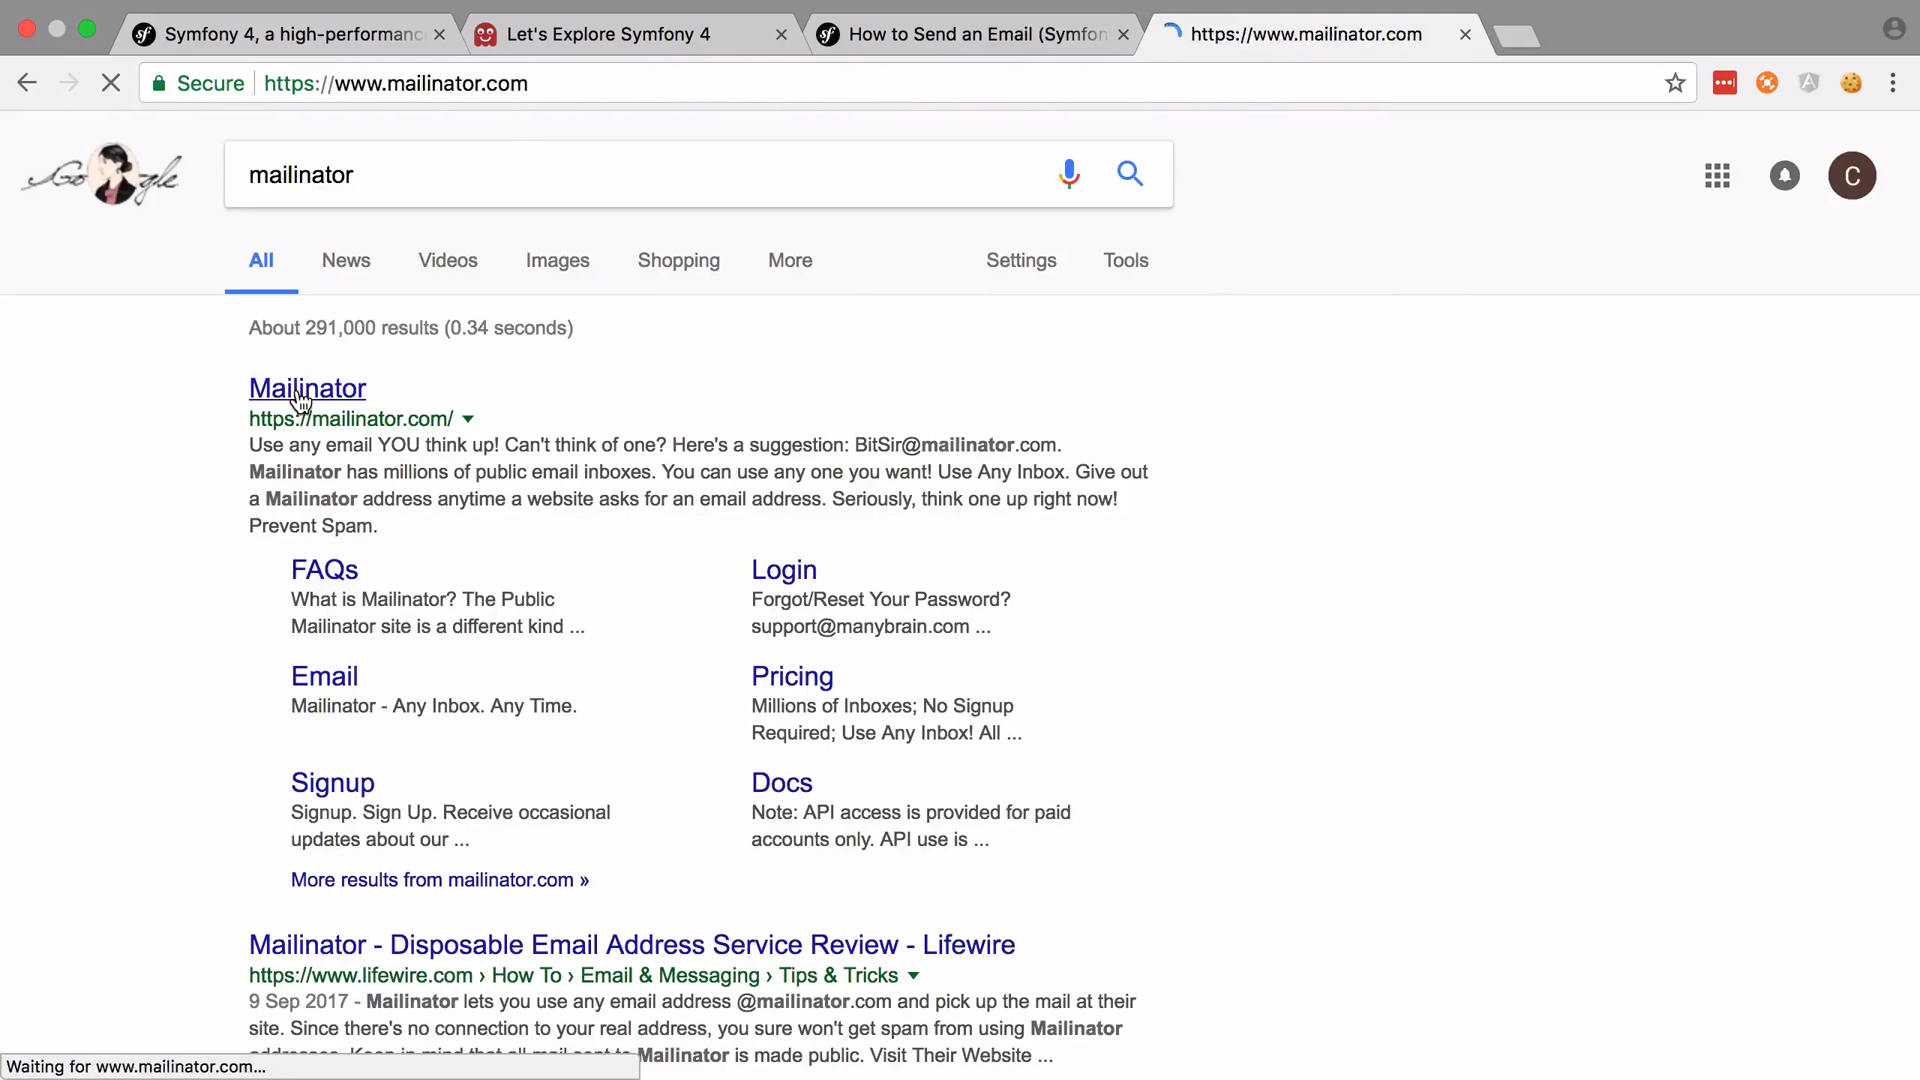 Symfony 4, a high-performanc
Let's Explore Symfony 4
How to Send an Email (Symfon
https://www.mailinator.com
Secure https://www.mailinator.com
Google
mailinator
C
All News Videos Images Shopping More Settings Tools
About 291,000 results (0.34 seconds)
Mailinator
https://mailinator.com/
Use any email YOU think up! Can't think of one? Here's a suggestion: BitSir@mailinator.com.
Mailinator has millions of public email inboxes. You can use any one you want! Use Any Inbox. Give out
a Mailinator address anytime a website asks for an email address. Seriously, think one up right now!
Prevent Spam.
FAQs
What is Mailinator? The Public
Mailinator site is a different kind ...
Login
Forgot/Reset Your Password?
support@manybrain.com ...
Email
Mailinator - Any Inbox. Any Time.
Pricing
Millions of Inboxes; No Signup
Required; Use Any Inbox! All ...
Signup
Signup. Sign Up. Receive occasional
updates about our ...
Docs
Note: API access is provided for paid
accounts only. API use is ...
More results from mailinator.com »
Mailinator - Disposable Email Address Service Review - Lifewire
https://www.lifewire.com › How To › Email & Messaging › Tips & Tricks
9 Sep 2017 - Mailinator lets you use any email address @mailinator.com and pick up the mail at their
site. Since there's no connection to your real address, you sure won't get spam from using Mailinator
addresses. Keep in mind that all mail sent to Mailinator is made public. Visit Their Website ...
Waiting for www.mailinator.com...